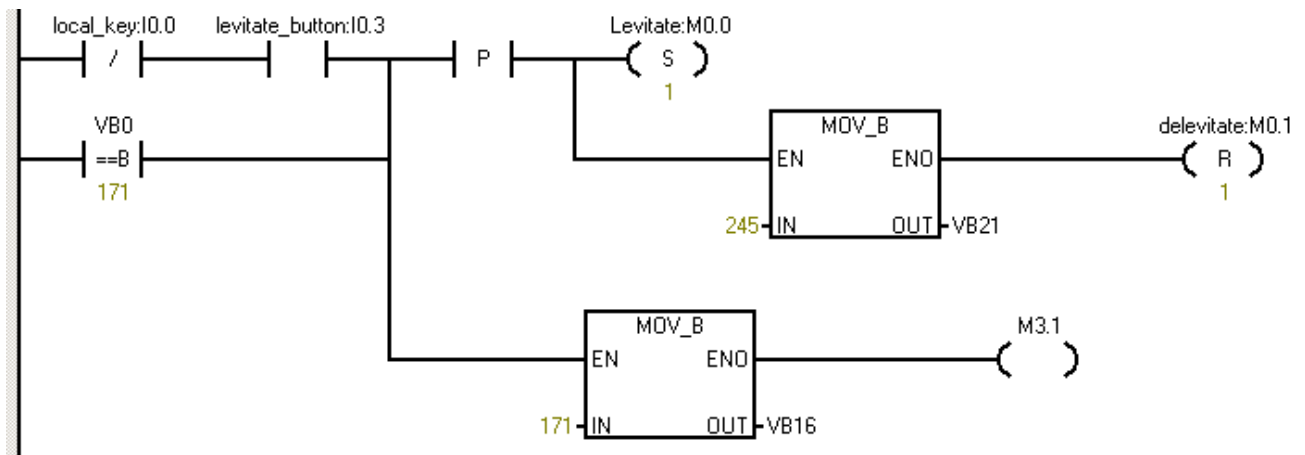 local_key:I0.0 levitate_button:I0.3 Levitate:M0.0
/ P S
1
VB0 MOV_B delevitate:M0.1
==B EN ENO R
171 1
245 IN OUT VB21
MOV_B M3.1
EN ENO
171 IN OUT VB16